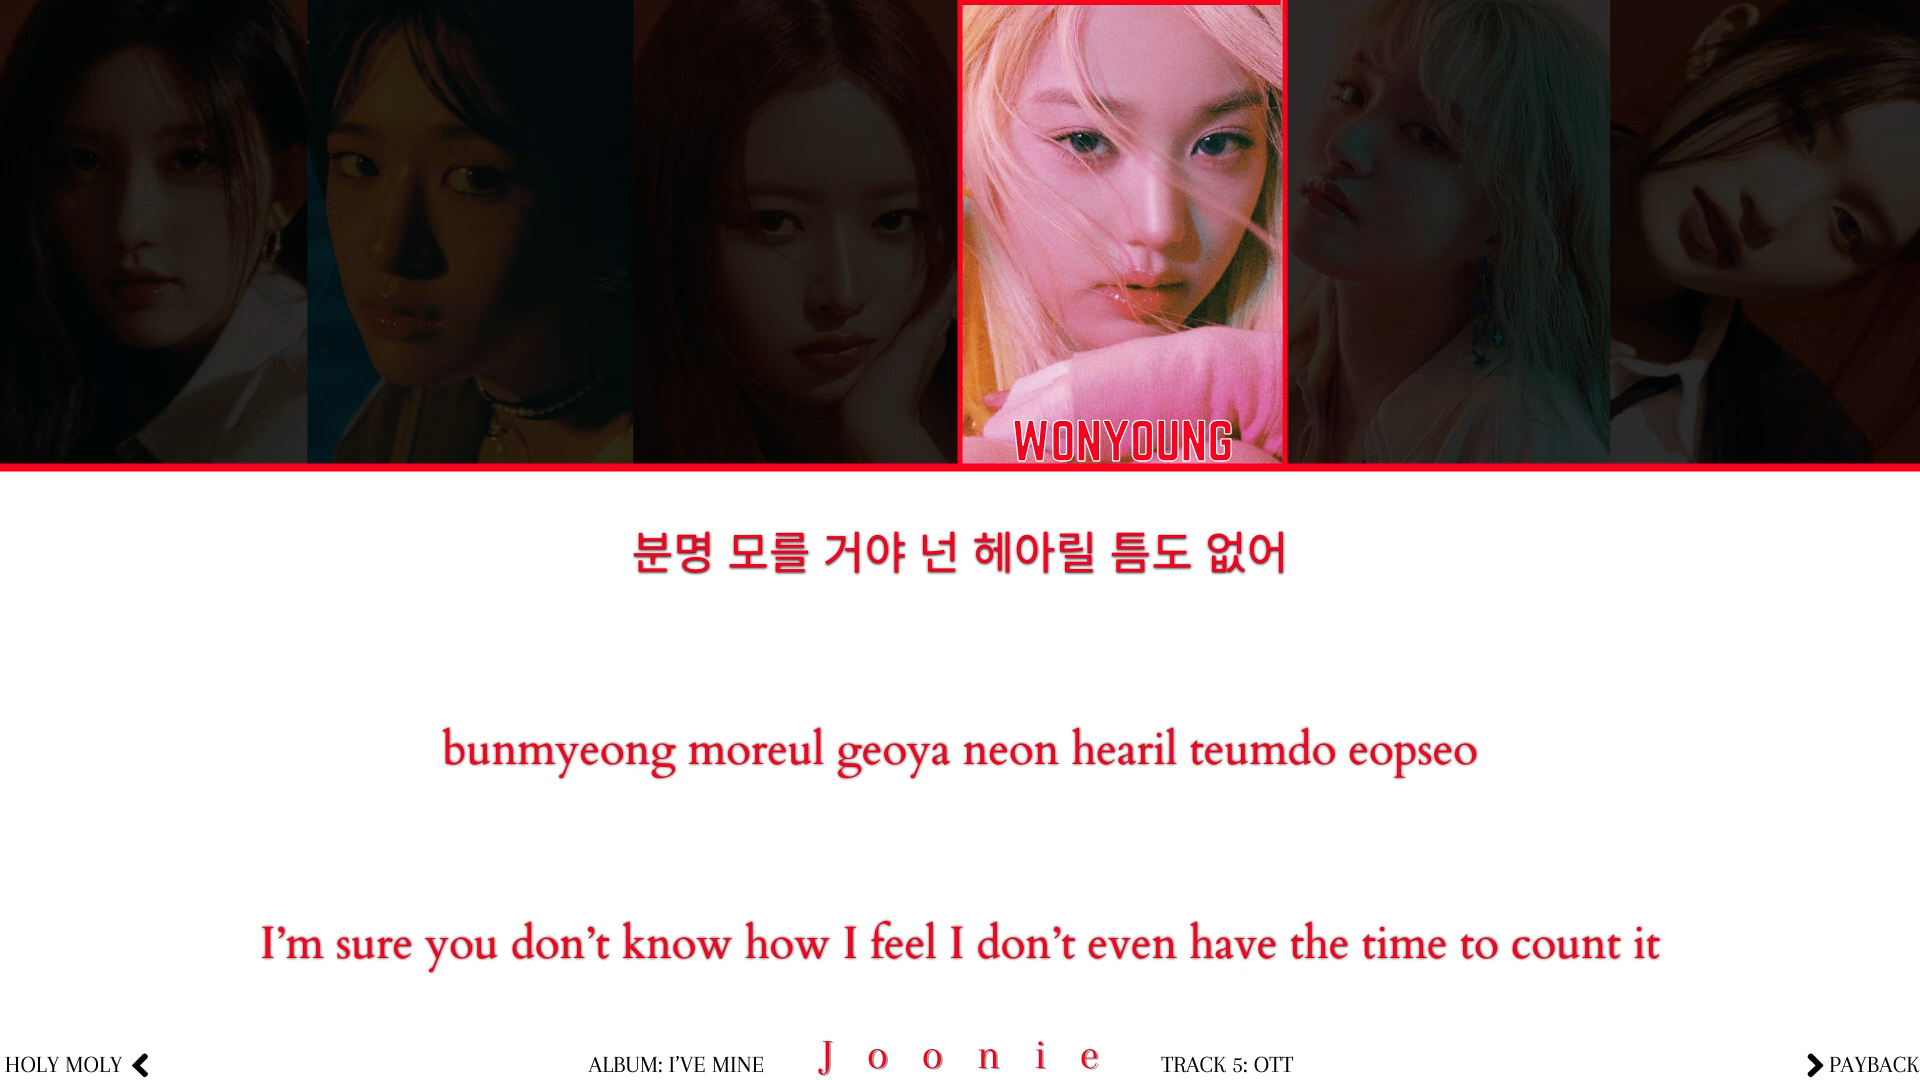 WONYOUNG
분명 모를 거야 넌 헤아릴 틈도 없어
bunmyeong moreul geoya neon hearil teumdo eopseo
I’m sure you don’t know how I feel I don’t even have the time to count it
HOLY MOLY
ALBUM: I’VE MINE
Joonie
TRACK 5: OTT
PAYBACK